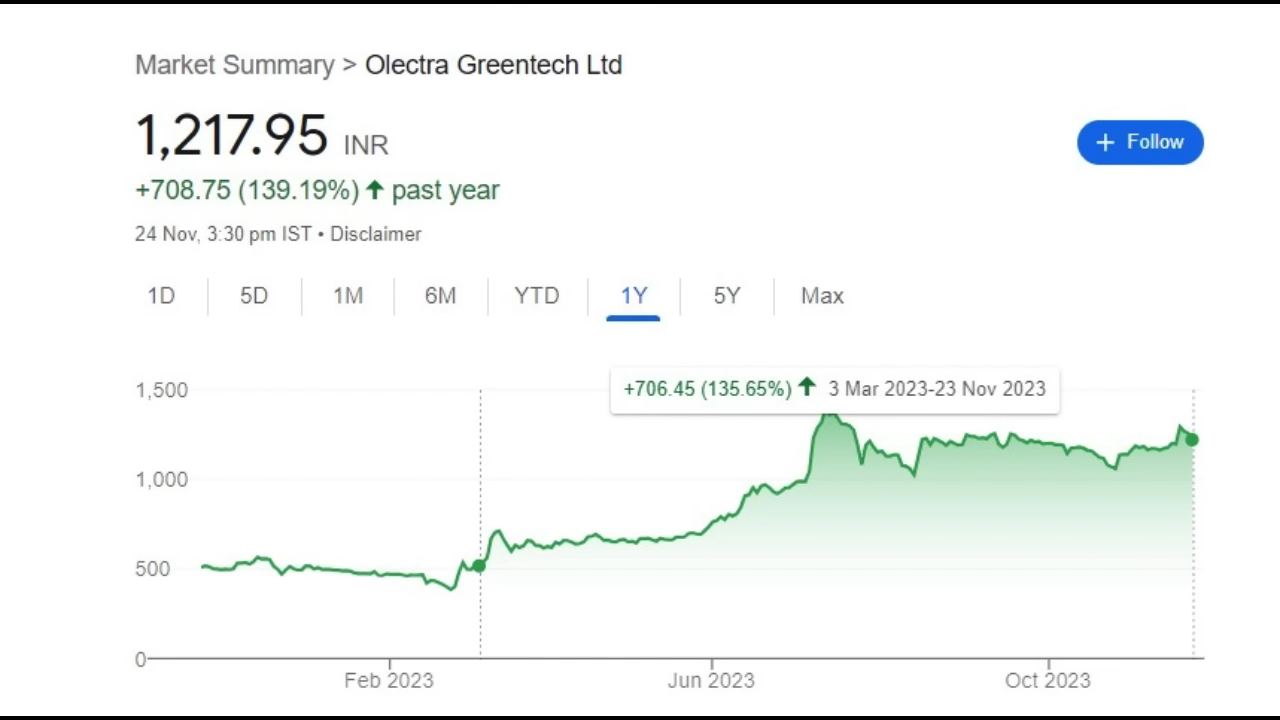 Market Summary > Olectra Greentech Ltd
1,217.95 INR
+ Follow
+708.75 (139.19%) ↑ past year
24 Nov, 3:30 pm IST • Disclaimer
1D 5D 1M 6M YTD 1Y 5Y Max
+706.45 (135.65%) ↑ 3 Mar 2023-23 Nov 2023
1,500
1,000
500
0
Feb 2023 Jun 2023 Oct 2023